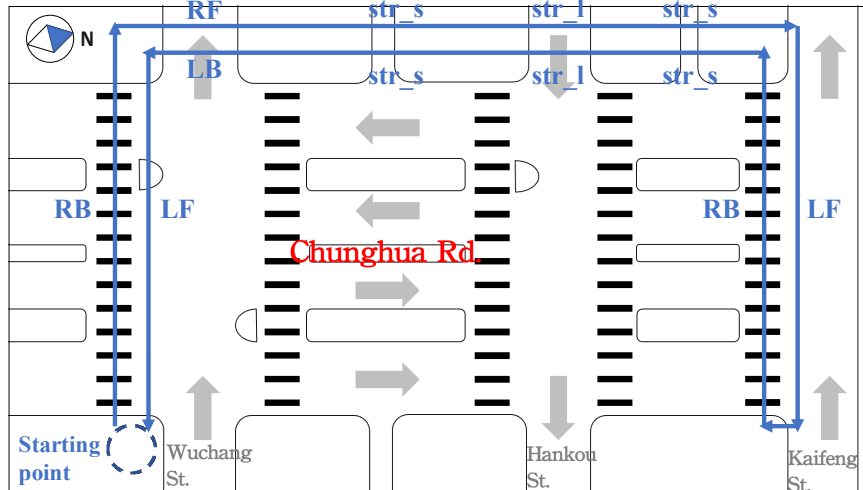 RF str_s str_l str_s
N
LB str_s str_l str_s
RB LF RB LF
Chunghua Rd.
Starting
point
Wuchang
St.
Hankou
St.
Kaifeng
St.